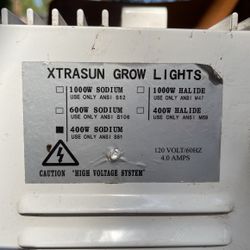 XTRASUN GROW LIGHTS
1000W SODIUM
USE ONLY ANSI S52
1000W HALIDE
USE ONLY ANSI M47
600W SODIUM
USE ONLY ANSI S106
400W HALIDE
USE ONLY ANSI M59
400W SODIUM
USE ONLY ANSI S51
120 VOLT/60HZ
4.0 AMPS
CAUTION "HIGH VOLTAGE SYSTEM"